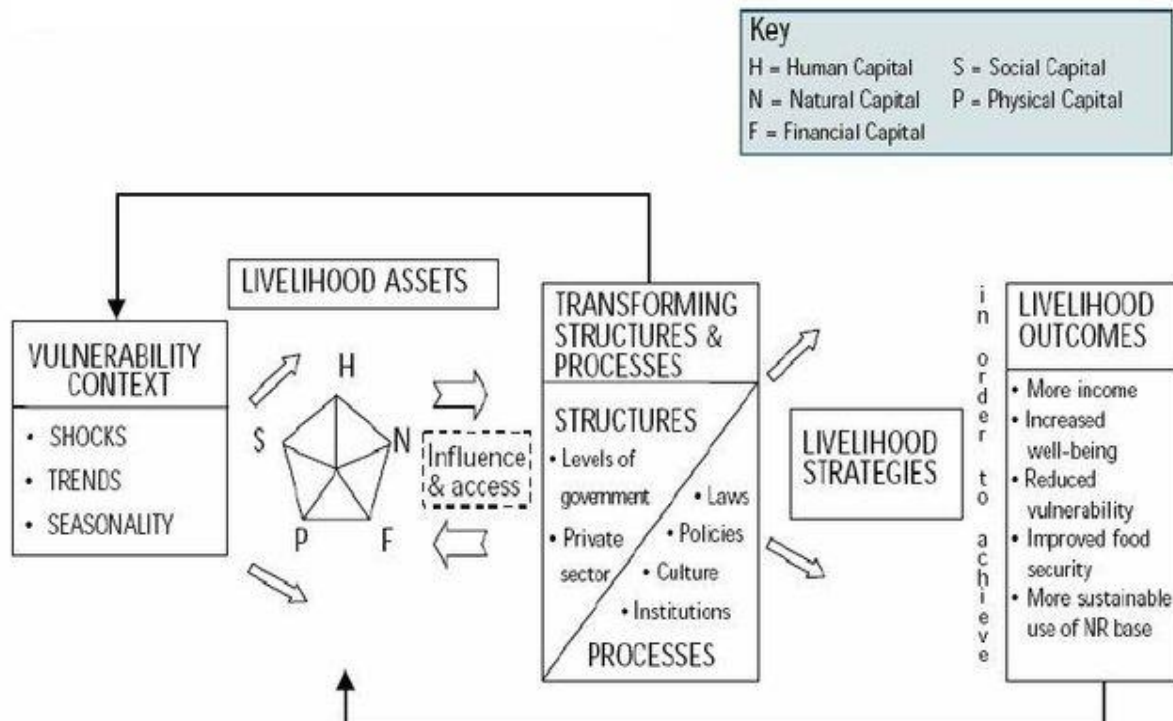 Key
H = Human Capital S = Social Capital
N = Natural Capital P = Physical Capital
F = Financial Capital
LIVELIHOOD ASSETS
VULNERABILITY
CONTEXT
• SHOCKS
• TRENDS
• SEASONALITY
H
S
N
P
F
Influence
& access
TRANSFORMING
STRUCTURES &
PROCESSES
STRUCTURES
• Levels of
government
• Private
sector
• Laws
• Policies
• Culture
• Institutions
PROCESSES
LIVELIHOOD
STRATEGIES
in order to achieve
LIVELIHOOD
OUTCOMES
• More income
• Increased
well-being
• Reduced
vulnerability
• Improved food
security
• More sustainable
use of NR base